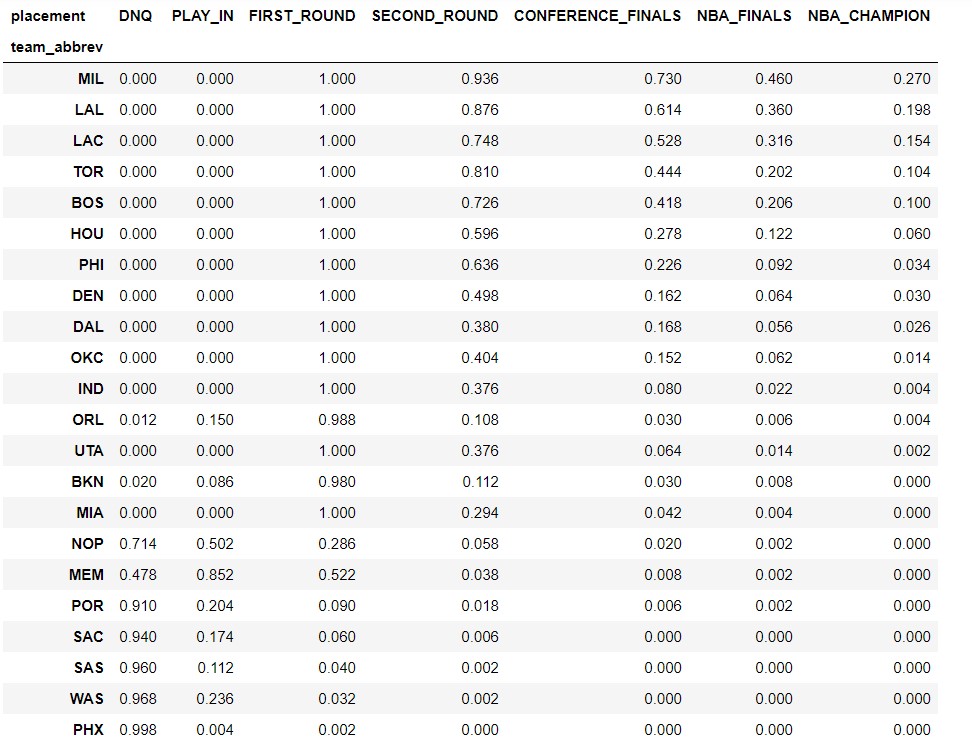 placement DNQ PLAY_IN FIRST_ROUND SECOND_ROUND CONFERENCE_FINALS NBA_FINALS NBA_CHAMPION
team_abbrev
MIL 0.000 0.000 1.000 0.936 0.730 0.460 0.270
LAL 0.000 0.000 1.000 0.876 0.614 0.360 0.198
LAC 0.000 0.000 1.000 0.748 0.528 0.316 0.154
TOR 0.000 0.000 1.000 0.810 0.444 0.202 0.104
BOS 0.000 0.000 1.000 0.726 0.418 0.206 0.100
HOU 0.000 0.000 1.000 0.596 0.278 0.122 0.060
PHI 0.000 0.000 1.000 0.636 0.226 0.092 0.034
DEN 0.000 0.000 1.000 0.498 0.162 0.064 0.030
DAL 0.000 0.000 1.000 0.380 0.168 0.056 0.026
OKC 0.000 0.000 1.000 0.404 0.152 0.062 0.014
IND 0.000 0.000 1.000 0.376 0.080 0.022 0.004
ORL 0.012 0.150 0.988 0.108 0.030 0.006 0.004
UTA 0.000 0.000 1.000 0.376 0.064 0.014 0.002
BKN 0.020 0.086 0.980 0.112 0.030 0.008 0.000
MIA 0.000 0.000 1.000 0.294 0.042 0.004 0.000
NOP 0.714 0.502 0.286 0.058 0.020 0.002 0.000
MEM 0.478 0.852 0.522 0.038 0.008 0.002 0.000
POR 0.910 0.204 0.090 0.018 0.006 0.002 0.000
SAC 0.940 0.174 0.060 0.006 0.000 0.000 0.000
SAS 0.960 0.112 0.040 0.002 0.000 0.000 0.000
WAS 0.968 0.236 0.032 0.002 0.000 0.000 0.000
PHX 0.998 0.004 0.002 0.000 0.000 0.000 0.000